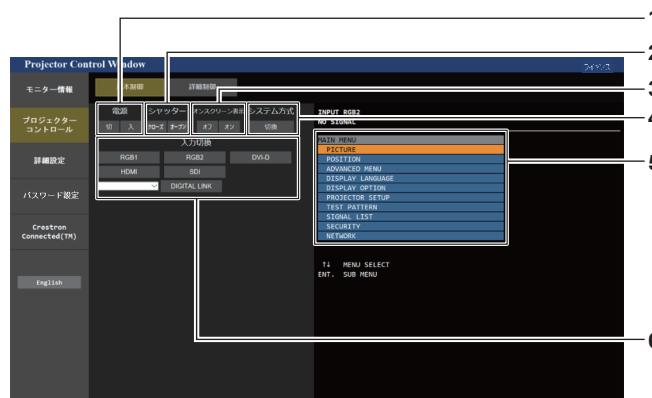 1
2
Projector Control Window
ライセンス
3
モニター情報
基本制御
詳細制御
4
電源
シャッター
オンスクリーン表示
システム方式
切 入
クローズ オープン
オフ オン
切換
INPUT RGB2
NO SIGNAL
プロジェクター
コントロール
入力切換
RGB1
RGB2
DVI-D
HDMI
SDI
DIGITAL LINK
MAIN MENU
PICTURE
POSITION
ADVANCED MENU
DISPLAY LANGUAGE
DISPLAY OPTION
PROJECTOR SETUP
TEST PATTERN
SIGNAL LIST
SECURITY
NETWORK
5
詳細設定
パスワード設定
Crestron
Connected(TM)
↑↓ MENU SELECT
ENT. SUB MENU
English
6